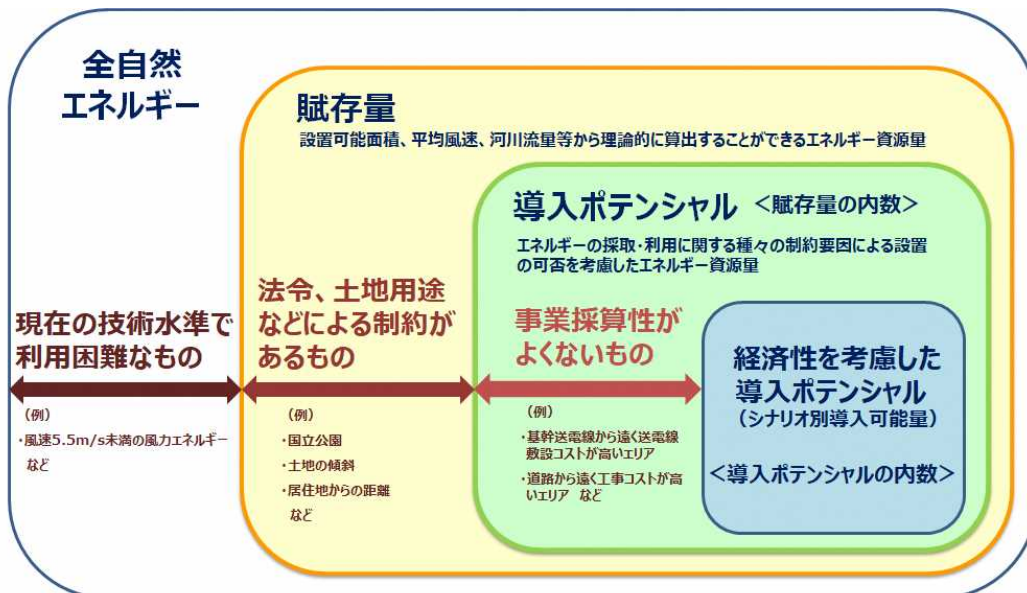 全自然
エネルギー
賦存量
設置可能面積、平均風速、河川流量等から理論的に算出することができるエネルギー資源量
導入ポテンシャル <賦存量の内数>
エネルギーの採取・利用に関する種々の制約要因による設置
の可否を考慮したエネルギー資源量
現在の技術水準で
利用困難なもの
(例)
・風速5.5m/s未満の風力エネルギー
など
法令、土地用途
などによる制約が
あるもの
(例)
・国立公園
・土地の傾斜
・居住地からの距離
など
事業採算性が
よくないもの
(例)
・基幹送電線から遠く送電線
敷設コストが高いエリア
・道路から遠く工事コストが高
いエリア など
経済性を考慮した
導入ポテンシャル
(シナリオ別導入可能量)
<導入ポテンシャルの内数>